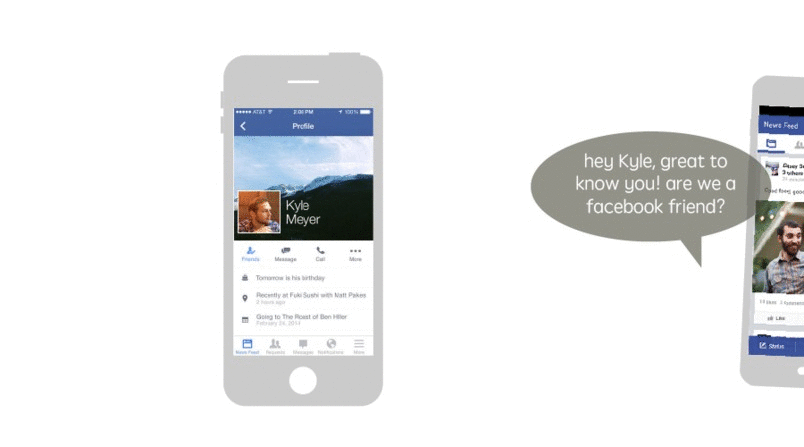 AT&T 2:00 PM 100%
Profile
Kyle
Meyer
Friends Message Call More
Tomorrow is his birthday
Recently at Fuki Sushi with Natt Pakes
2 hours ago
Going to The Roast of Ben Hiller
February 24, 2014
News Feed Requests Messages Notifications More
hey Kyle, great to
know you! are we a
facebook friend?
News Feed
Like
Status